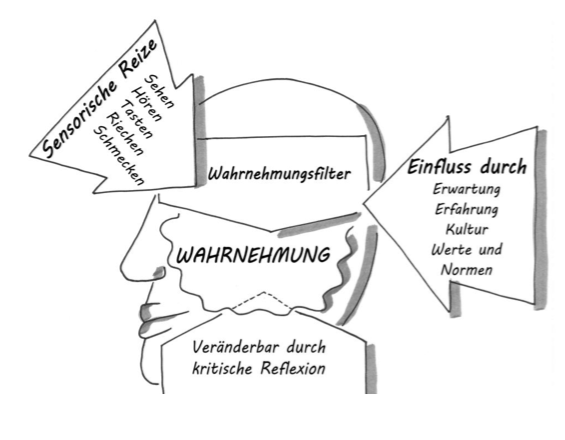 Sensorische Reize
Sehen
Hören
Tasten
Riechen
Schmecken
Wahrnehmungsfilter
Einfluss durch
Erwartung
Erfahrung
Kultur
Werte und
Normen
WAHRNEHMUNG
Veränderbar durch
kritische Reflexion